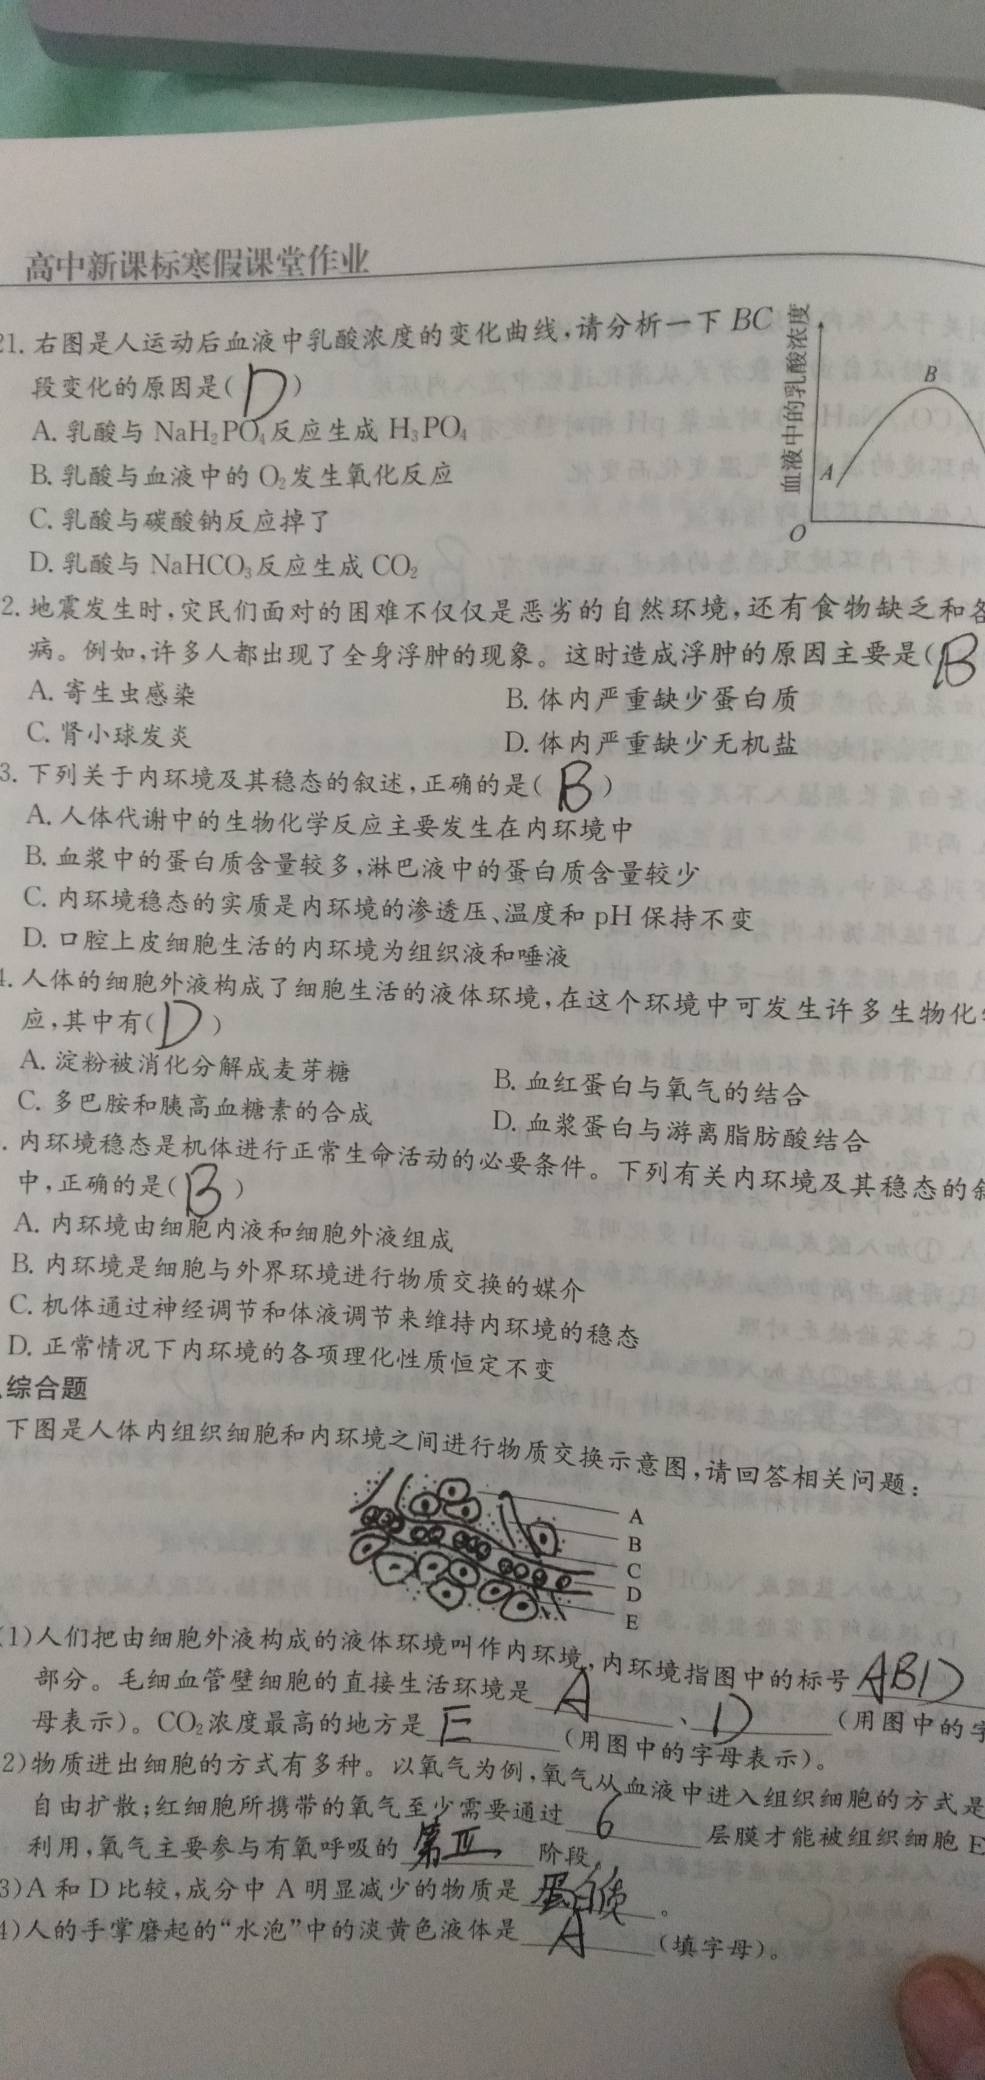 高中新课标寒假课堂作业
21. 右图是人运动后血液中乳酸浓度的变化曲线,请分析一下 BC
段变化的原因是( D )
A. 乳酸与 NaH₂PO₄反应生成 H₃PO₄
B. 乳酸与血液中的 O₂发生氧化反应
C. 乳酸与碳酸钠反应掉了
D. 乳酸与 NaHCO₃反应生成 CO₂
血液中的乳酸浓度
B
A
O
2. 地震发生时,灾民们面对的困难不仅仅是恶劣的自然环境,还有食物缺乏和各
病。例如,许多人都出现了全身浮肿的现象。这时造成浮肿的原因主要是( B
A. 寄生虫感染
B. 体内严重缺少蛋白质
C. 肾小球发炎
D. 体内严重缺少无机盐
3. 下列关于内环境及其稳态的叙述,正确的是( B )
A. 人体代谢中的生物化学反应主要发生在内环境中
B. 血浆中的蛋白质含量较多,淋巴液中的蛋白质含量较少
C. 内环境稳态的实质是内环境的渗透压、温度和 pH 保持不变
D. 口腔上皮细胞生活的内环境为组织液和唾液
4. 人体的细胞外液构成了细胞生活的液体环境,在这个环境中可发生许多生物化
应,其中有( D )
A. 淀粉被消化分解成麦芽糖
B. 血红蛋白与氧气的结合
C. 多巴胺和胰高血糖素的合成
D. 血浆蛋白与游离脂肪酸结合
. 内环境稳态是机体进行正常生命活动的必要条件。下列有关内环境及其稳态的叙
中,正确的是( B )
A. 内环境由细胞内液和细胞外液组成
B. 内环境是细胞与外界环境进行物质交换的媒介
C. 机体通过神经调节和体液调节来维持内环境的稳态
D. 正常情况下内环境的各项理化性质恒定不变
综合题
下图是人体内组织细胞和内环境之间进行物质交换示意图,请回答相关问题:
A
B
C
D
E
(1)人们把由细胞外液构成的液体环境叫作内环境,内环境指图中的标号 ABD
部分。毛细血管壁细胞的直接生活环境是 A 、 D (用图中的字
母表示)。CO₂浓度最高的地方是 E (用图中的字母表示)。
2)物质进出细胞的方式有多种。以氧气为例,氧气从血液中进入组织细胞的方式是
自由扩散;红细胞所携带的氧气至少需要通过 6 层膜才能被组织细胞 E
利用,氧气主要参与有氧呼吸的 第Ⅲ 阶段。
3)A 和 D 比较,成分中 A 明显减少的物质是 蛋白质 。
4)人的手掌磨起的“水泡”中的淡黄色液体是 A (填字母)。